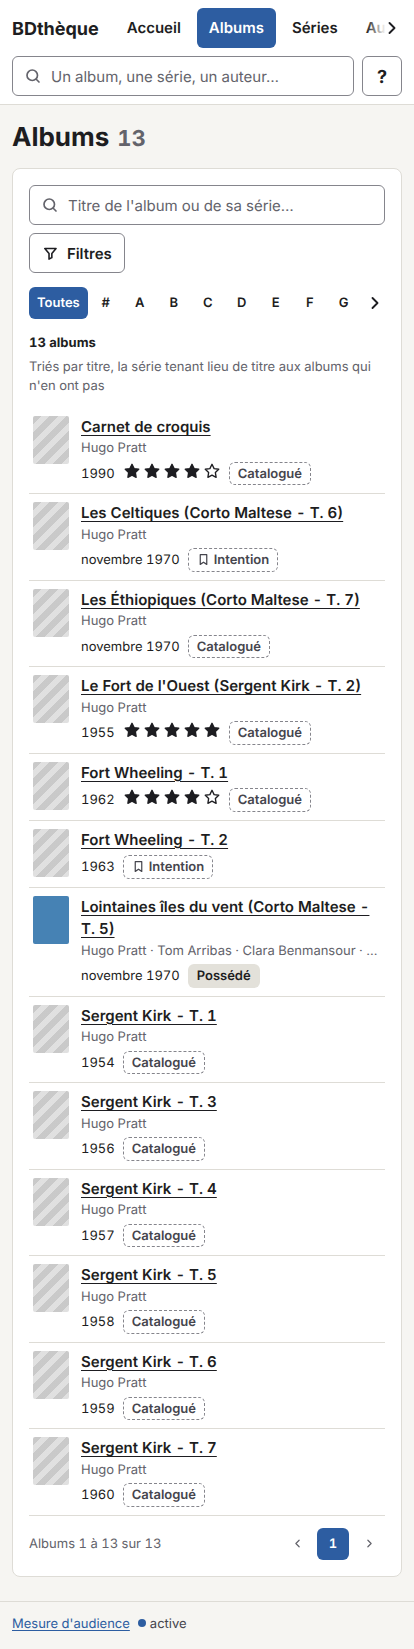 BDthèque Accueil Albums Séries Au
Un album, une série, un auteur... ?
Albums 13
Titre de l'album ou de sa série...
Filtres
Toutes # A B C D E F G
13 albums
Triés par titre, la série tenant lieu de titre aux albums qui
n'en ont pas
Carnet de croquis
Hugo Pratt
1990 Catalogué
Les Celtiques (Corto Maltese - T. 6)
Hugo Pratt
novembre 1970 Intention
Les Éthiopiques (Corto Maltese - T. 7)
Hugo Pratt
novembre 1970 Catalogué
Le Fort de l'Ouest (Sergent Kirk - T. 2)
Hugo Pratt
1955 Catalogué
Fort Wheeling - T. 1
1962 Catalogué
Fort Wheeling - T. 2
1963 Intention
Lointaines îles du vent (Corto Maltese -
T. 5)
Hugo Pratt · Tom Arribas · Clara Benmansour · ...
novembre 1970 Possédé
Sergent Kirk - T. 1
Hugo Pratt
1954 Catalogué
Sergent Kirk - T. 3
Hugo Pratt
1956 Catalogué
Sergent Kirk - T. 4
Hugo Pratt
1957 Catalogué
Sergent Kirk - T. 5
Hugo Pratt
1958 Catalogué
Sergent Kirk - T. 6
Hugo Pratt
1959 Catalogué
Sergent Kirk - T. 7
Hugo Pratt
1960 Catalogué
Albums 1 à 13 sur 13 ‹ 1 ›
Mesure d'audience active